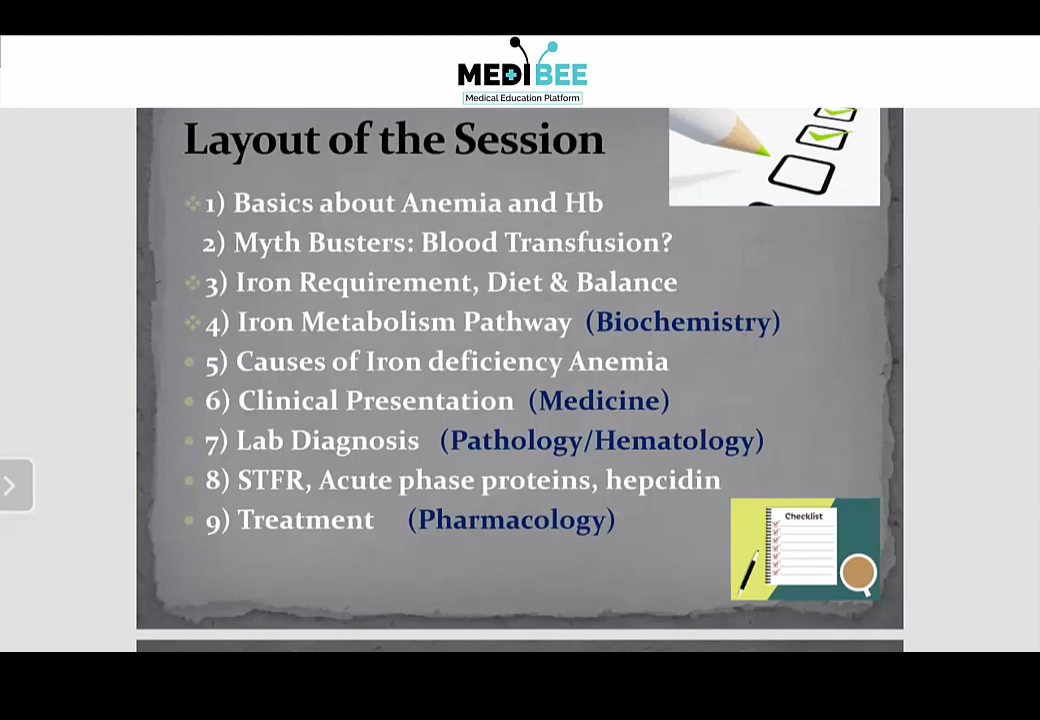 MEDIBEE
Medical Education Platform
Layout of the Session
1) Basics about Anemia and Hb
2) Myth Busters: Blood Transfusion?
3) Iron Requirement, Diet & Balance
4) Iron Metabolism Pathway (Biochemistry)
5) Causes of Iron deficiency Anemia
6) Clinical Presentation (Medicine)
7) Lab Diagnosis (Pathology/Hematology)
8) STFR, Acute phase proteins, hepcidin
9) Treatment (Pharmacology)
Checklist